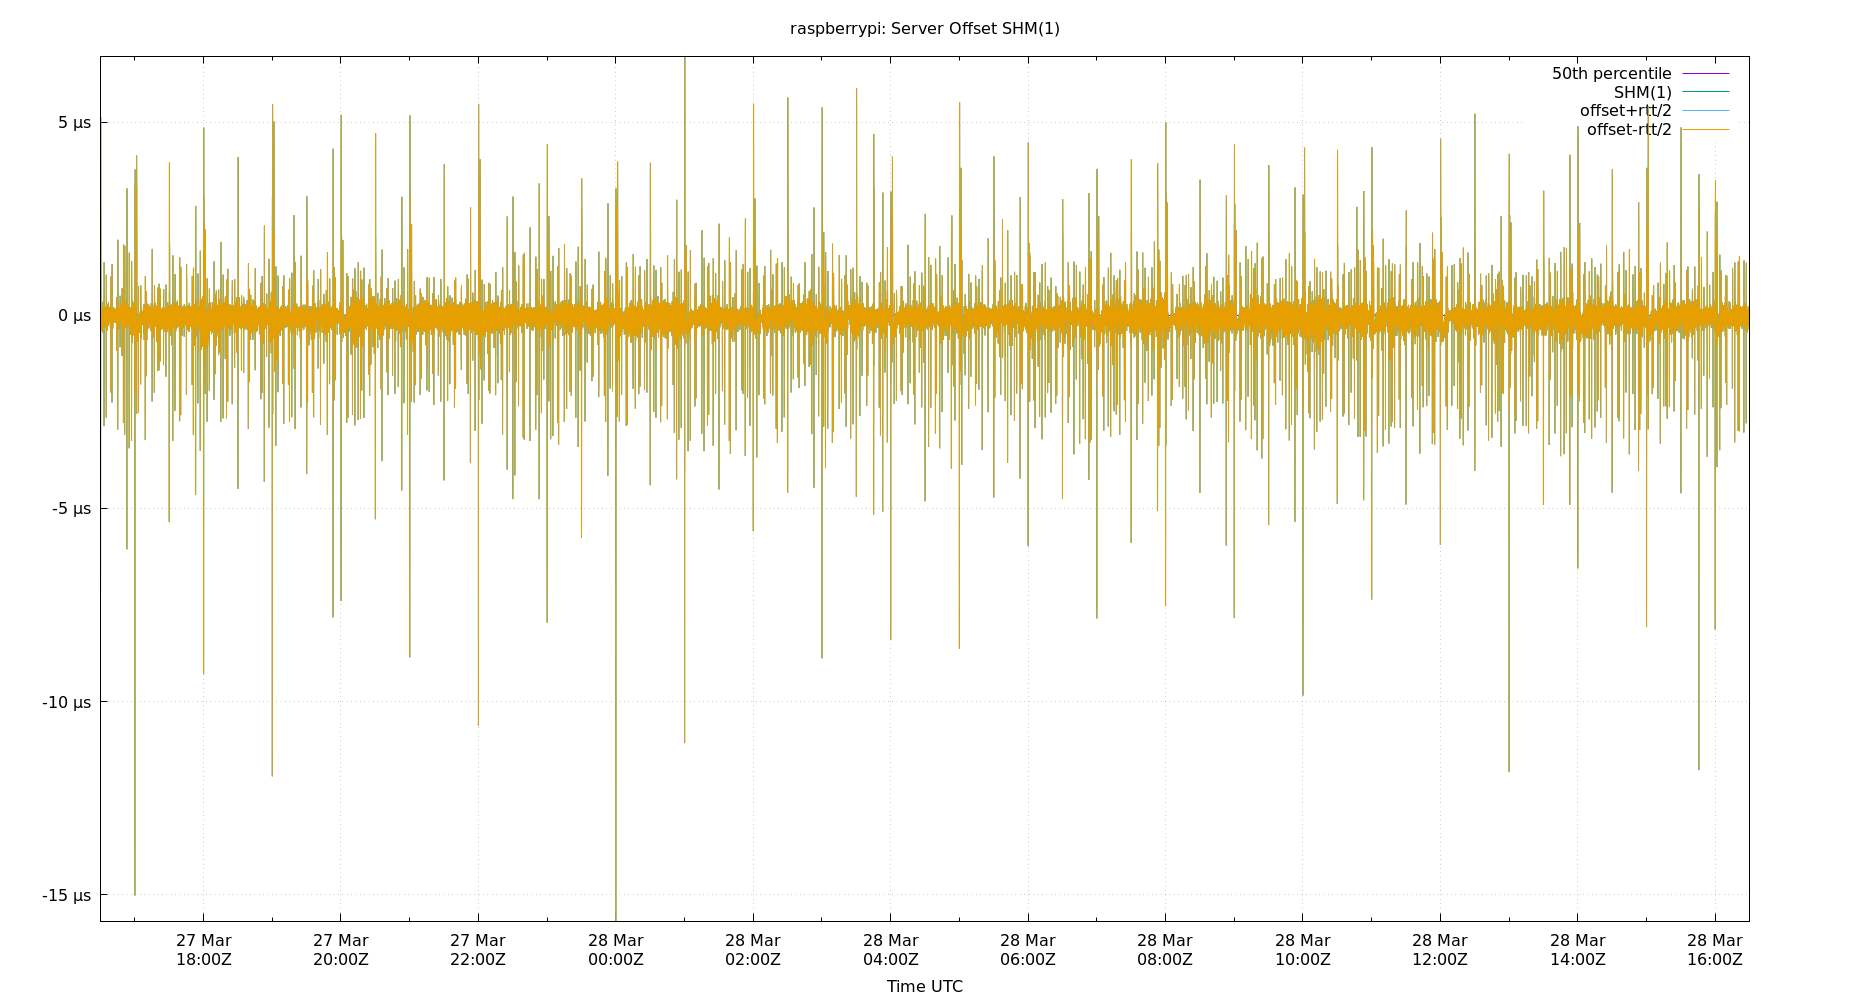 raspberrypi: Server Offset SHM(1)
50th percentile
SHM(1)
offset+rtt/2
offset-rtt/2
5 µs
0 µs
-5 µs
-10 µs
-15 µs
27 Mar 27 Mar 27 Mar 28 Mar 28 Mar 28 Mar 28 Mar 28 Mar 28 Mar 28 Mar 28 Mar 28 Mar
18:00Z 20:00Z 22:00Z 00:00Z 02:00Z 04:00Z 06:00Z 08:00Z 10:00Z 12:00Z 14:00Z 16:00Z
Time UTC